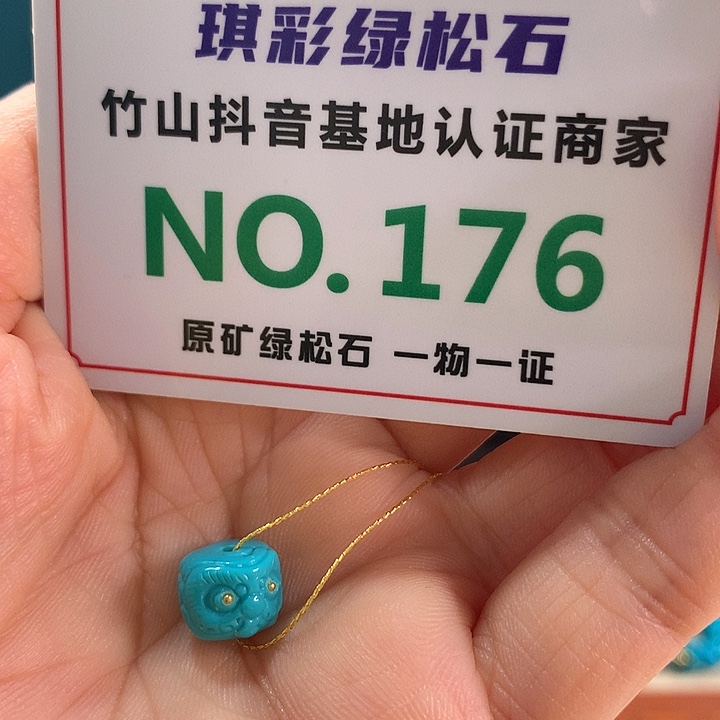 琪彩绿松石
竹山抖音基地认证商家
NO.176
原矿绿松石 一物一证